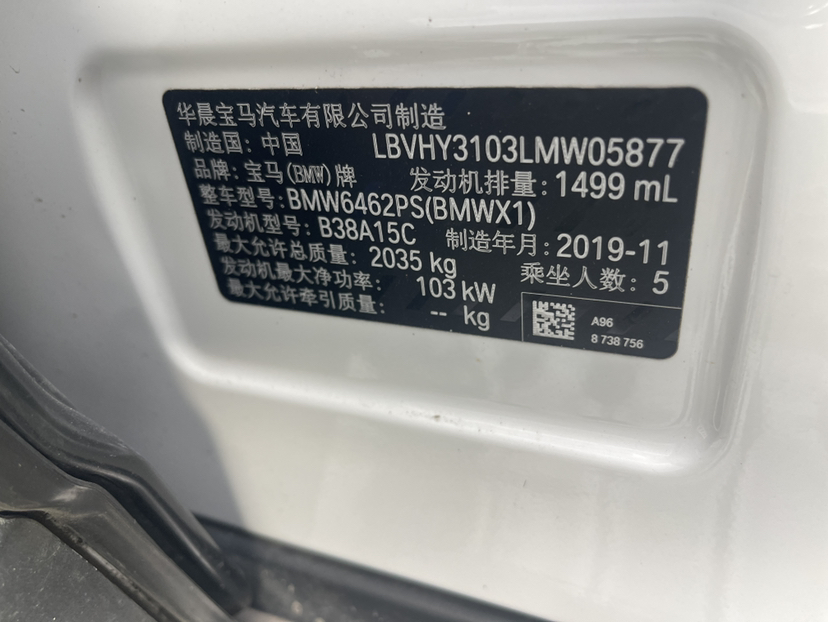 华晨宝马汽车有限公司制造
制造国: 中国 LBVHY3103LMW05877
品牌: 宝马(BMW)牌 发动机排量: 1499 mL
整车型号: BMW6462PS(BMWX1)
发动机型号: B38A15C 制造年月: 2019-11
最大允许总质量: 2035 kg 乘坐人数: 5
发动机最大净功率: 103 kW
最大允许牵引质量: -- kg
A96
8 738 756